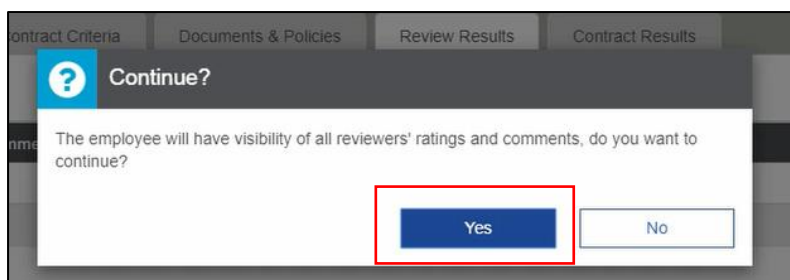 Contract Criteria Documents & Policies Review Results Contract Results
? Continue?
The employee will have visibility of all reviewers' ratings and comments, do you want to
continue?
Yes No